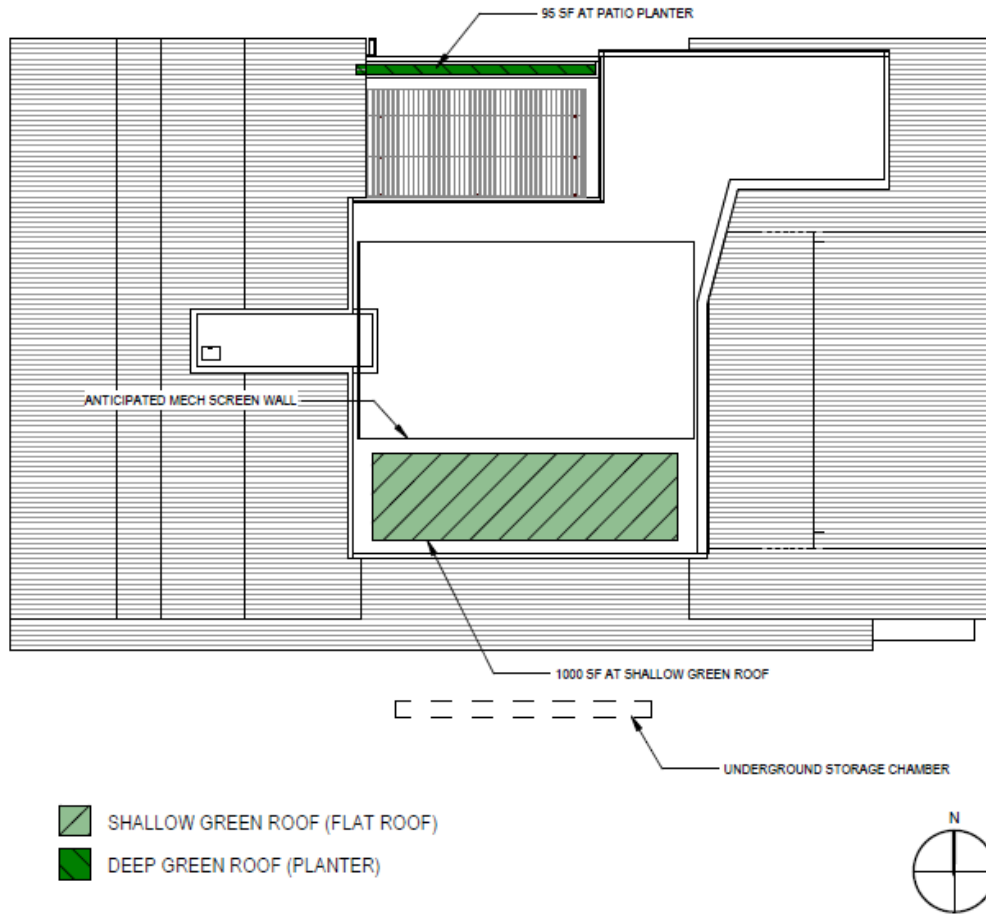 95 SF AT PATIO PLANTER
ANTICIPATED MECH SCREEN WALL
1000 SF AT SHALLOW GREEN ROOF
UNDERGROUND STORAGE CHAMBER
SHALLOW GREEN ROOF (FLAT ROOF)
DEEP GREEN ROOF (PLANTER)
N